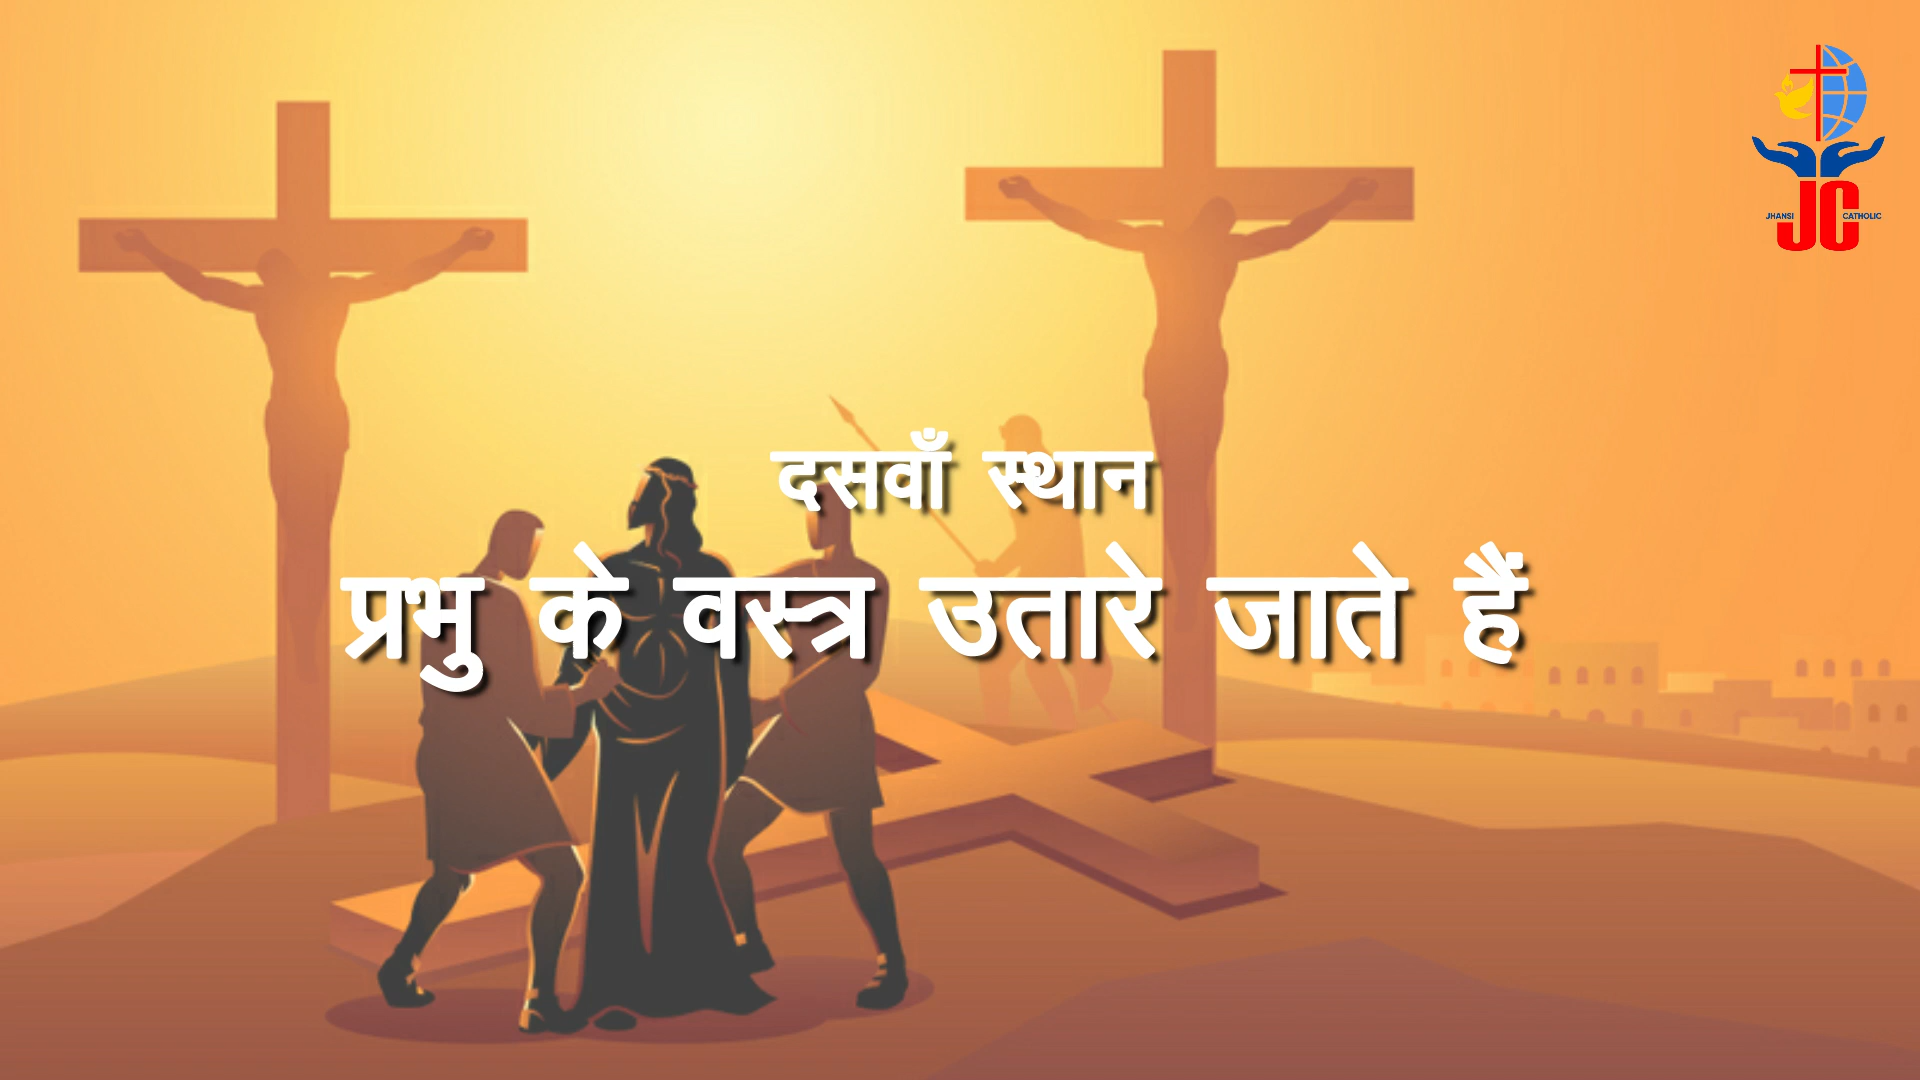 दसवाँ स्थान
प्रभु के वस्त्र उतारे जाते हैं
JHANSI JC CATHOLIC